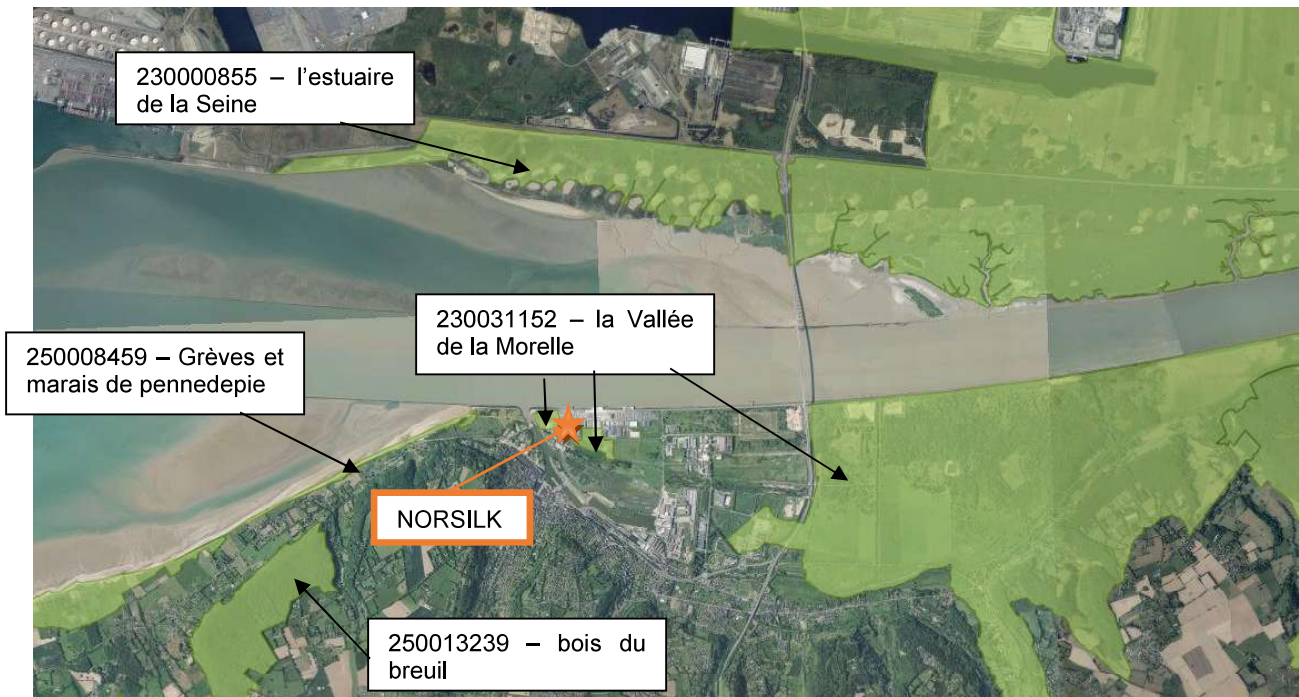 230000855 – l'estuaire
de la Seine
230031152 – la Vallée
de la Morelle
250008459 – Grèves et
marais de pennedepie
NORSILK
250013239 – bois du
breuil